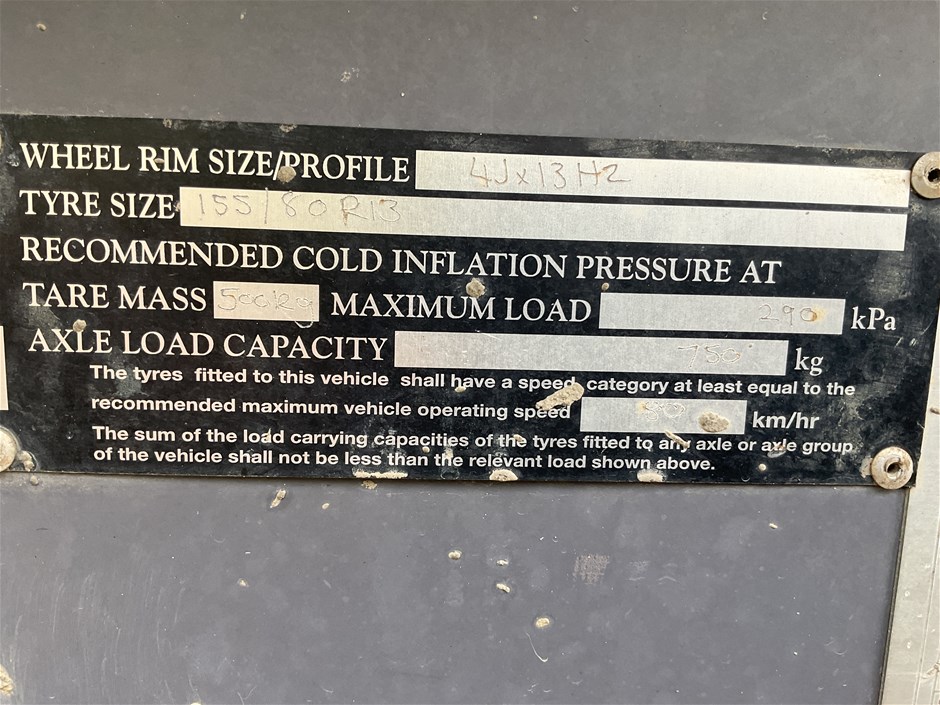 WHEEL RIM SIZE/PROFILE 4Jx13H2
TYRE SIZE 155/80R13
RECOMMENDED COLD INFLATION PRESSURE AT
TARE MASS 500kg MAXIMUM LOAD 290 kPa
AXLE LOAD CAPACITY 750 kg
The tyres fitted to this vehicle shall have a speed category at least equal to the
recommended maximum vehicle operating speed km/hr
The sum of the load carrying capacities of the tyres fitted to any axle or axle group
of the vehicle shall not be less than the relevant load shown above.